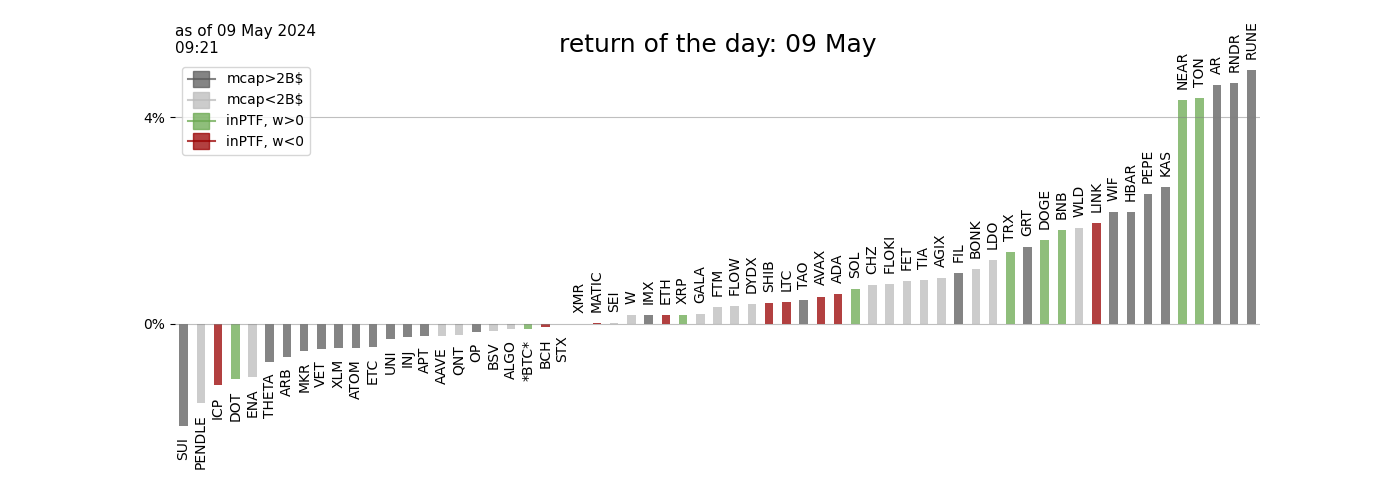 as of 09 May 2024
09:21
return of the day: 09 May
mcap>2B$
mcap<2B$
inPTF, w>0
inPTF, w<0
4%
0%
SUI
PENDLE
ICP
DOT
ENA
THETA
ARB
MKR
VET
XLM
ATOM
ETC
UNI
INJ
APT
AAVE
QNT
OP
BSV
ALGO
*BTC*
BCH
STX
XMR
MATIC
SEI
W
IMX
ETH
XRP
GALA
FTM
FLOW
DYDX
SHIB
LTC
TAO
AVAX
ADA
SOL
CHZ
FLOKI
FET
TIA
AGIX
FIL
BONK
LDO
TRX
GRT
DOGE
BNB
WLD
LINK
WIF
HBAR
PEPE
KAS
NEAR
TON
AR
RNDR
RUNE